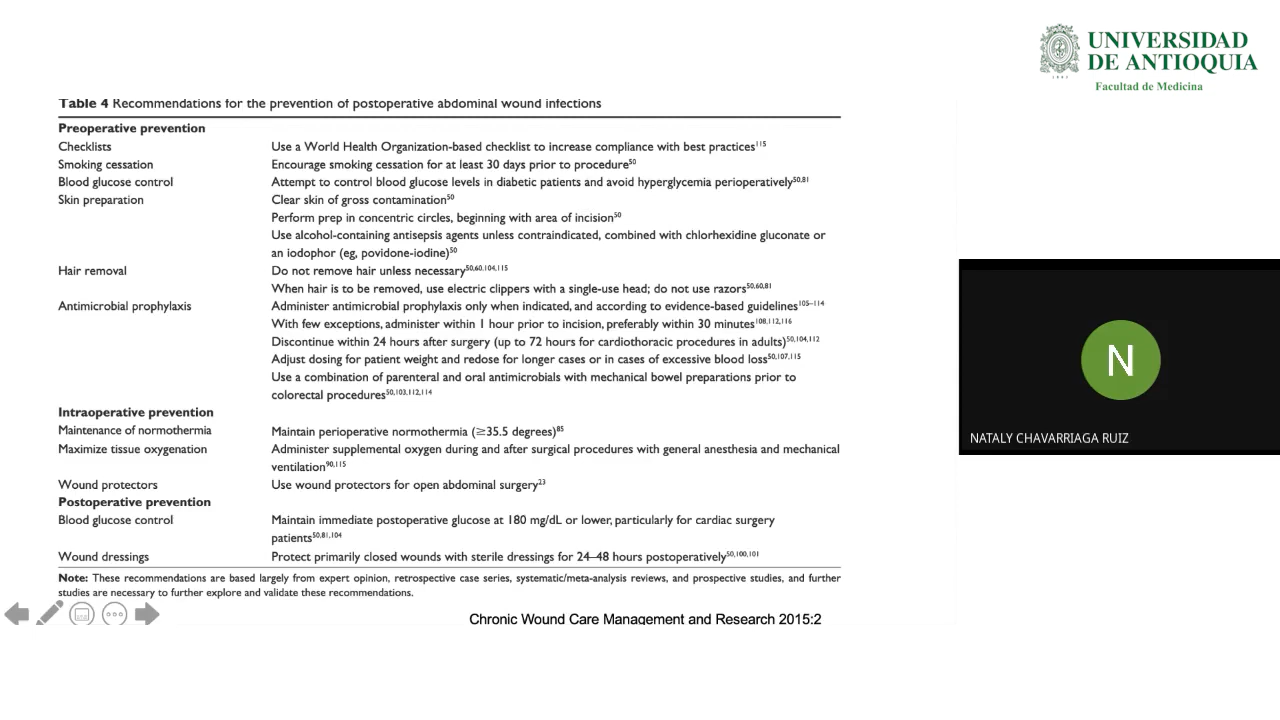 UNIVERSIDAD
DE ANTIOQUIA
1803
Facultad de Medicina
Table 4 Recommendations for the prevention of postoperative abdominal wound infections
Preoperative prevention
Checklists Use a World Health Organization-based checklist to increase compliance with best practices115
Smoking cessation Encourage smoking cessation for at least 30 days prior to procedure50
Blood glucose control Attempt to control blood glucose levels in diabetic patients and avoid hyperglycemia perioperatively50,81
Skin preparation Clear skin of gross contamination50
Perform prep in concentric circles, beginning with area of incision50
Use alcohol-containing antisepsis agents unless contraindicated, combined with chlorhexidine gluconate or
an iodophor (eg, povidone-iodine)50
Hair removal Do not remove hair unless necessary50,60,104,115
When hair is to be removed, use electric clippers with a single-use head; do not use razors50,60,81
Antimicrobial prophylaxis Administer antimicrobial prophylaxis only when indicated, and according to evidence-based guidelines105–114
With few exceptions, administer within 1 hour prior to incision, preferably within 30 minutes108,112,116
Discontinue within 24 hours after surgery (up to 72 hours for cardiothoracic procedures in adults)50,104,112
Adjust dosing for patient weight and redose for longer cases or in cases of excessive blood loss50,107,115
Use a combination of parenteral and oral antimicrobials with mechanical bowel preparations prior to
colorectal procedures50,103,112,114
Intraoperative prevention
Maintenance of normothermia Maintain perioperative normothermia (≥35.5 degrees)85
Maximize tissue oxygenation Administer supplemental oxygen during and after surgical procedures with general anesthesia and mechanical
ventilation90,115
Wound protectors Use wound protectors for open abdominal surgery23
Postoperative prevention
Blood glucose control Maintain immediate postoperative glucose at 180 mg/dL or lower, particularly for cardiac surgery
patients50,81,104
Wound dressings Protect primarily closed wounds with sterile dressings for 24–48 hours postoperatively50,100,101
Note: These recommendations are based largely from expert opinion, retrospective case series, systematic/meta-analysis reviews, and prospective studies, and further
studies are necessary to further explore and validate these recommendations.
Chronic Wound Care Management and Research 2015:2
N
NATALY CHAVARRIAGA RUIZ